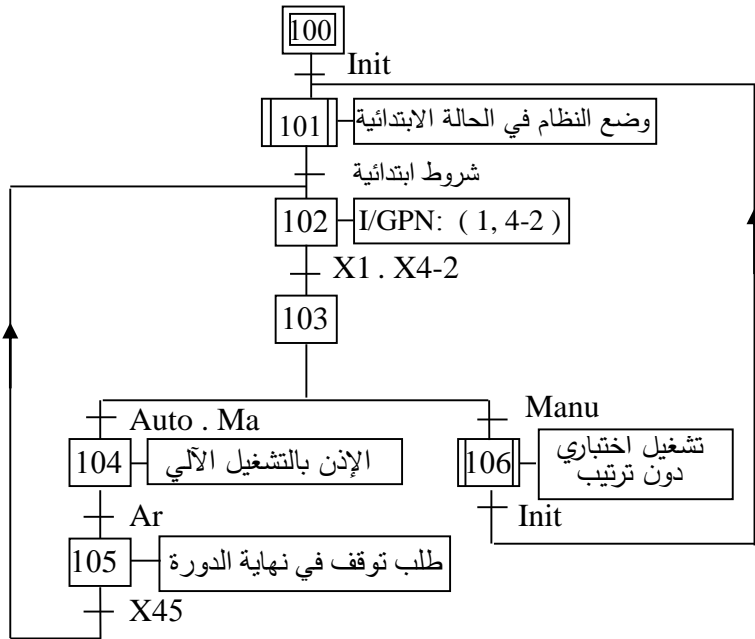 100
Init
101 وضع النظام في الحالة الابتدائية
شروط ابتدائية
102 I/GPN: ( 1, 4-2 )
X1 . X4-2
103
Auto . Ma
Manu
104 الإذن بالتشغيل الآلي
106 تشغيل اختباري
دون ترتيب
Ar
Init
105 طلب توقف في نهاية الدورة
X45